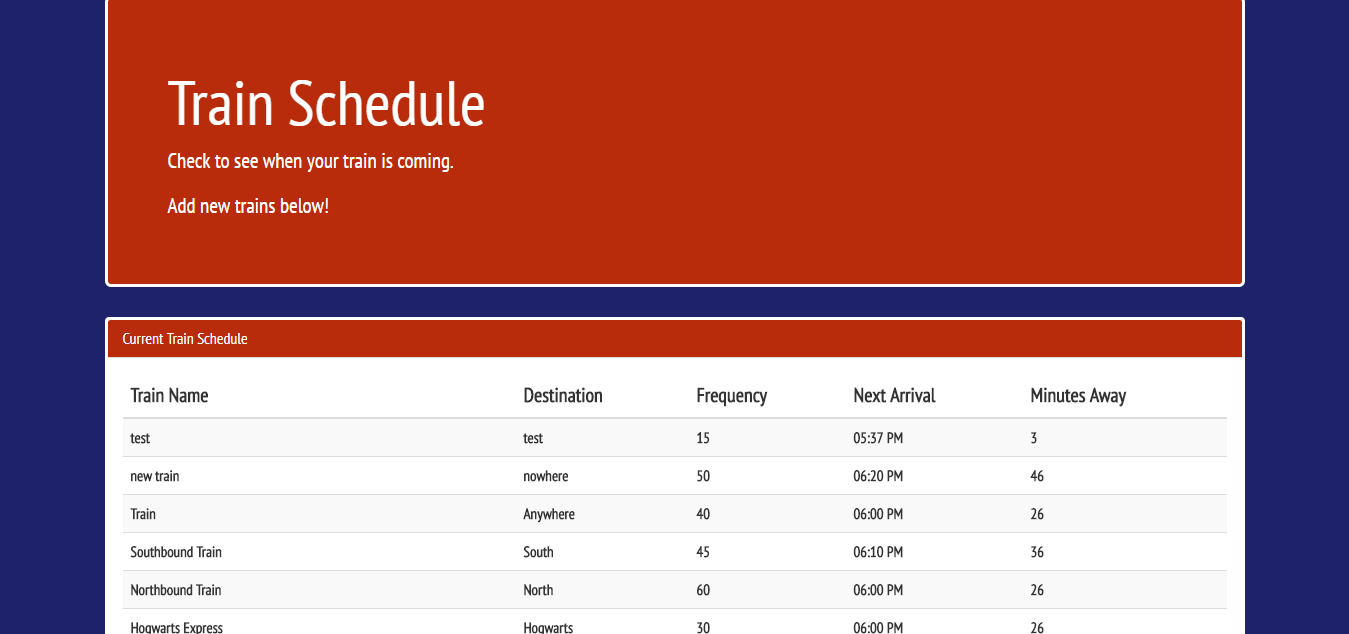 Train Schedule
Check to see when your train is coming.
Add new trains below!
Current Train Schedule
Train Name Destination Frequency Next Arrival Minutes Away
test test 15 05:37 PM 3
new train nowhere 50 06:20 PM 46
Train Anywhere 40 06:00 PM 26
Southbound Train South 45 06:10 PM 36
Northbound Train North 60 06:00 PM 26
Hogwarts Express Hogwarts 30 06:00 PM 26